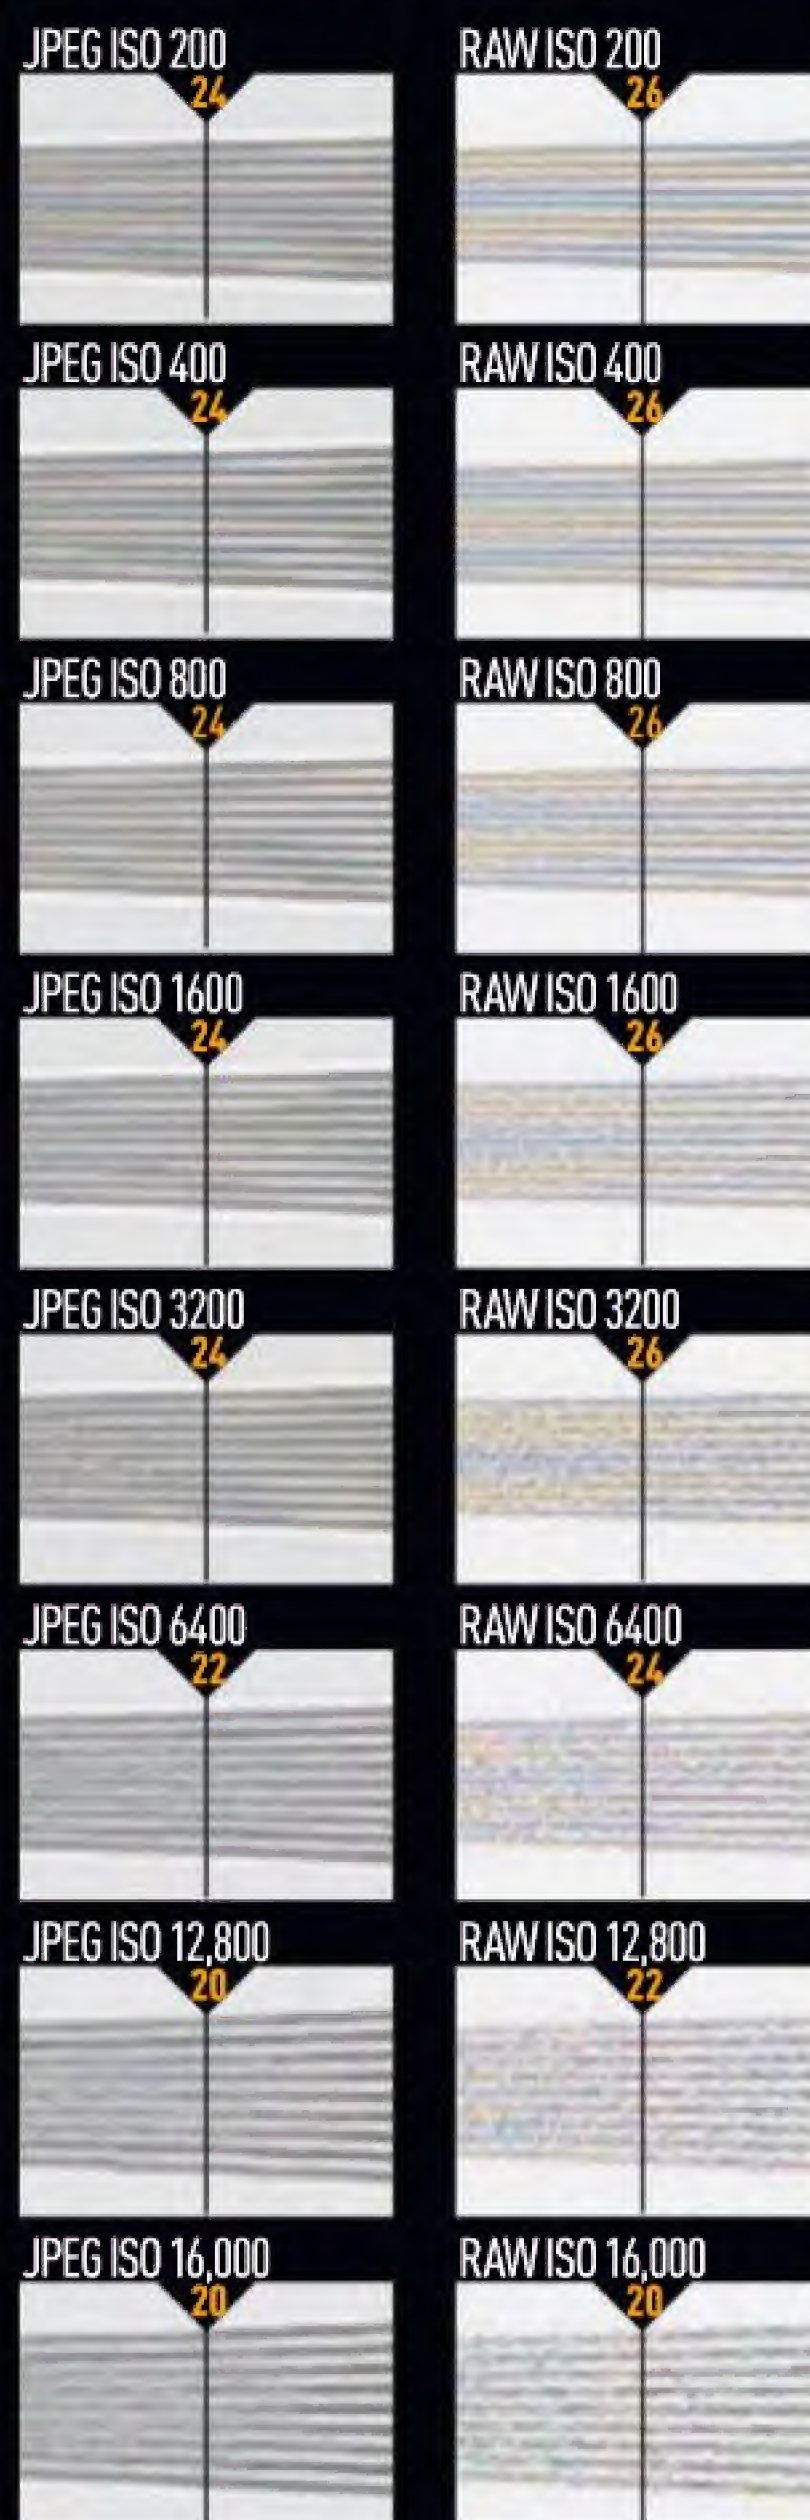 JPEG ISO 200 RAW ISO 200
24 26
JPEG ISO 400 RAW ISO 400
24 26
JPEG ISO 800 RAW ISO 800
24 26
JPEG ISO 1600 RAW ISO 1600
24 26
JPEG ISO 3200 RAW ISO 3200
24 26
JPEG ISO 6400 RAW ISO 6400
22 24
JPEG ISO 12,800 RAW ISO 12,800
20 22
JPEG ISO 16,000 RAW ISO 16,000
20 20